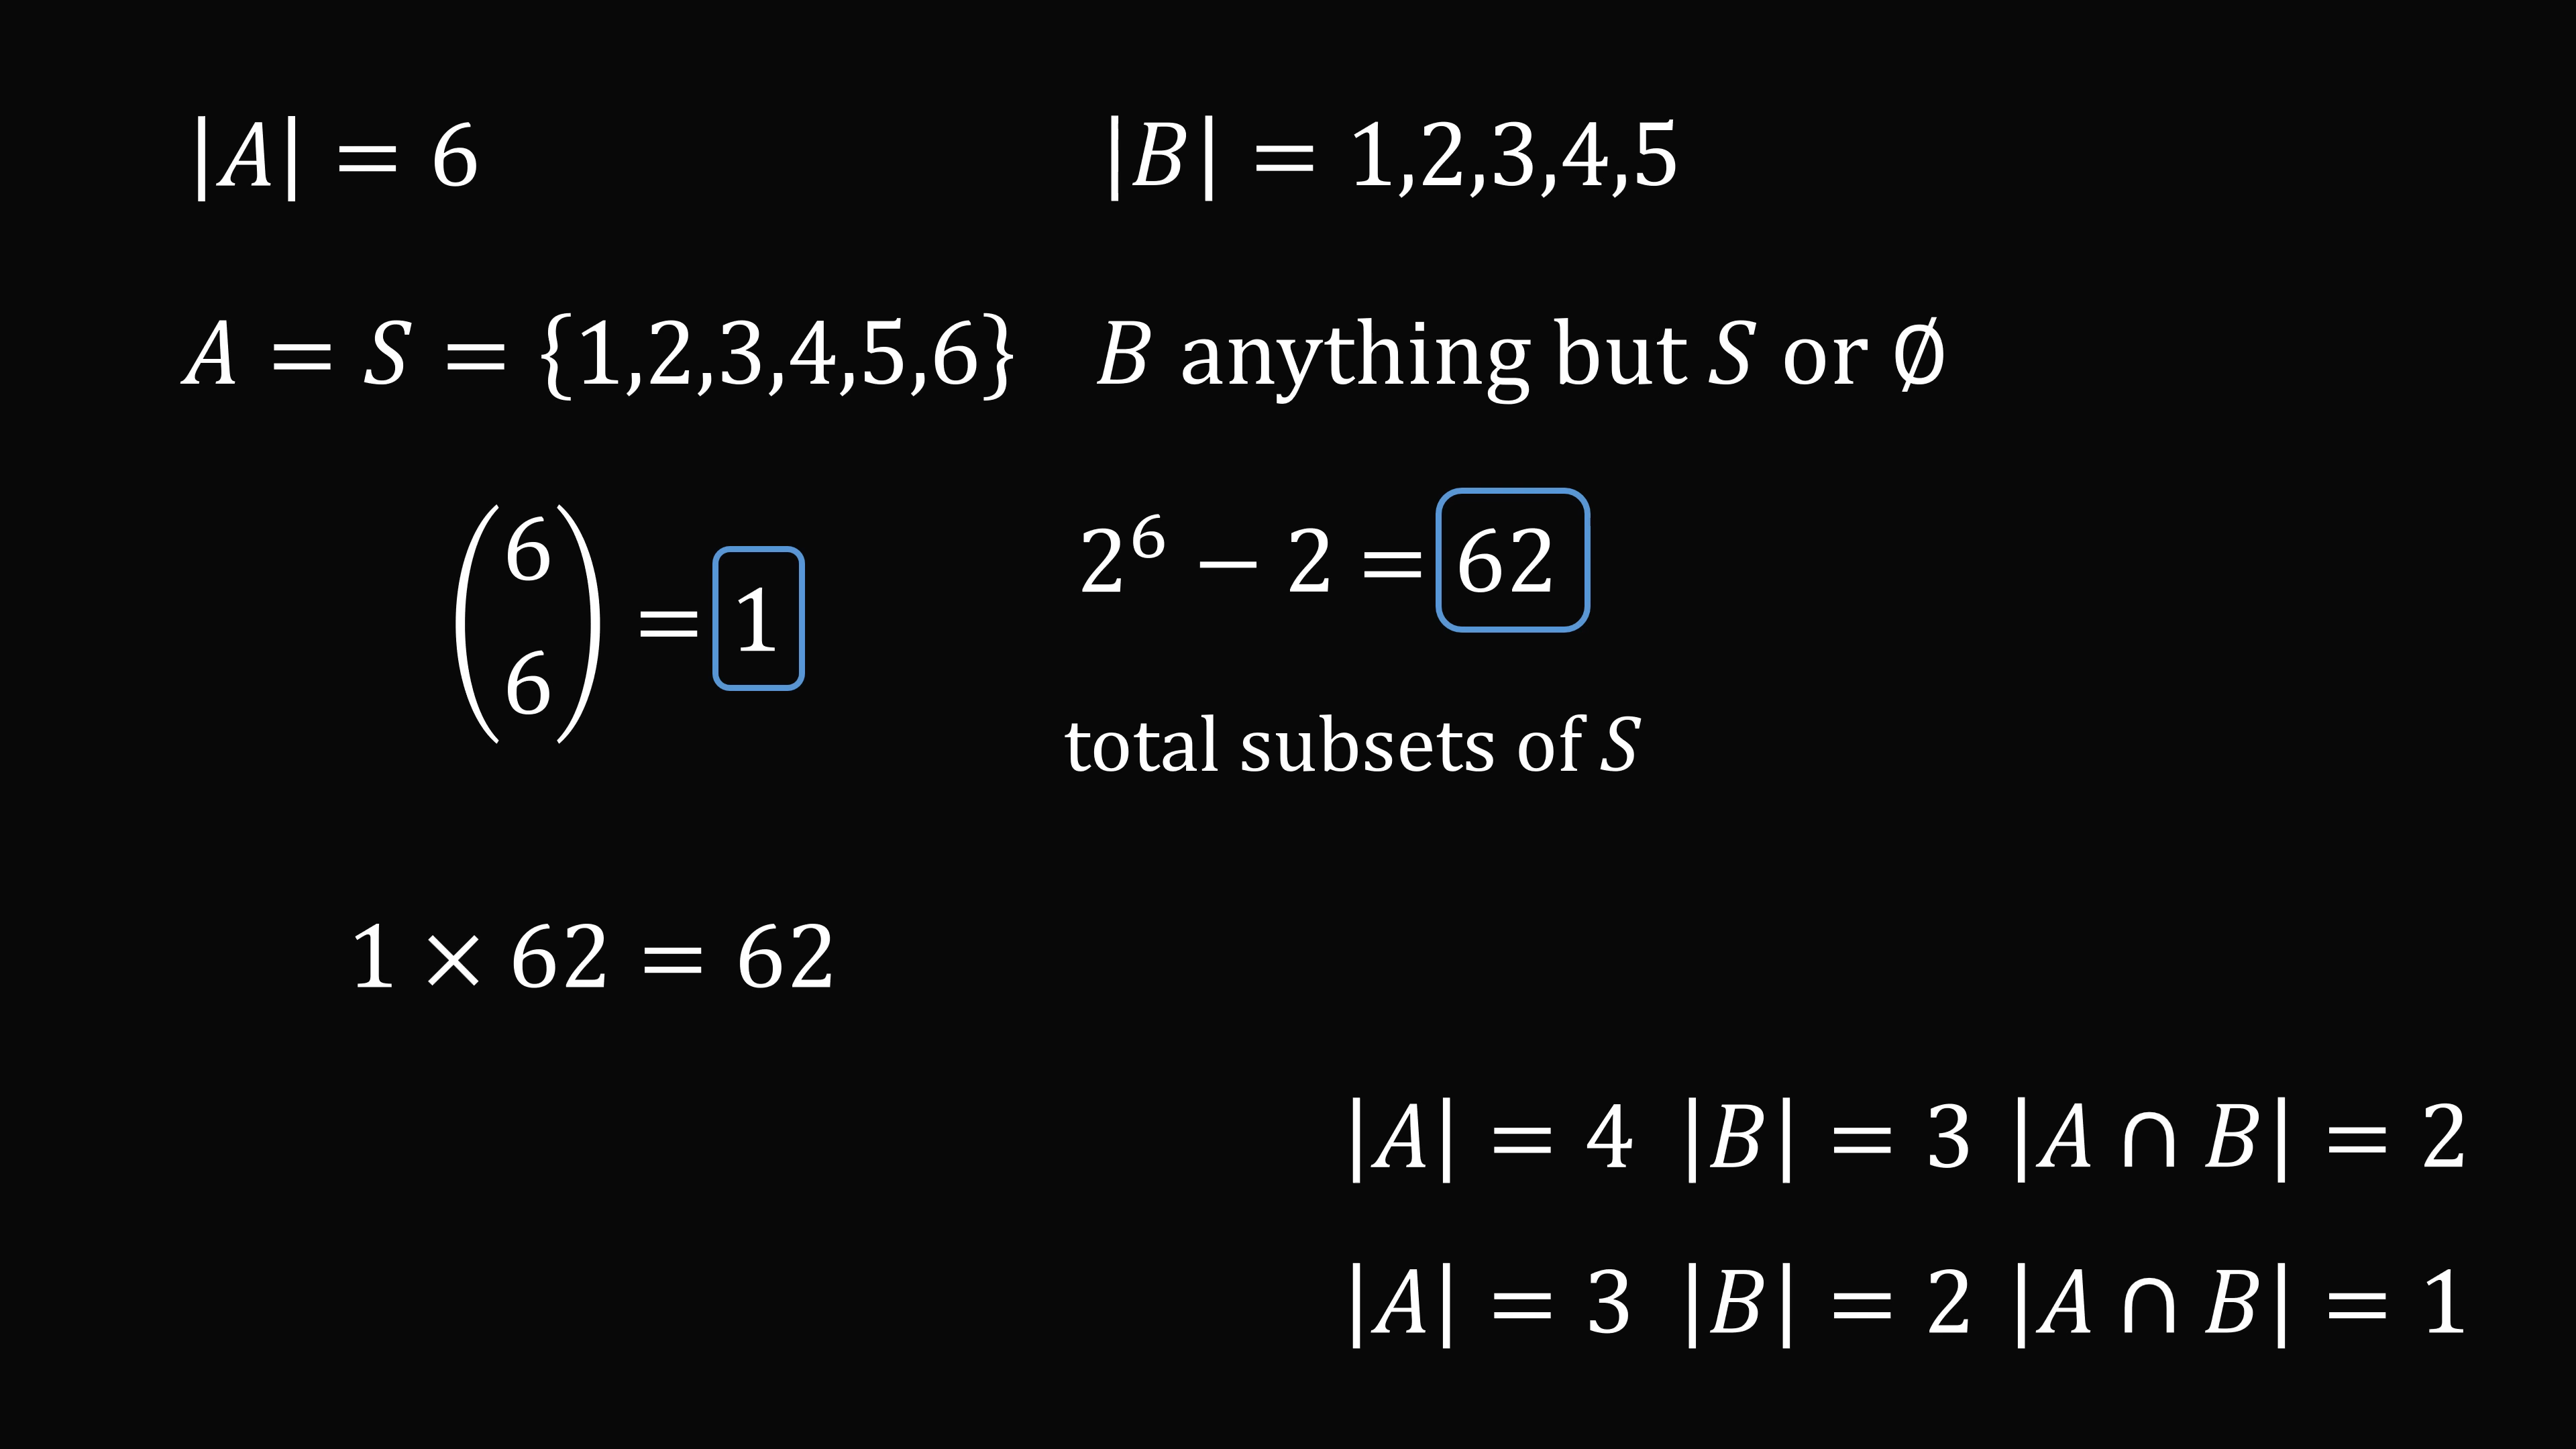 |A| = 6
|B| = 1,2,3,4,5
A = S = {1,2,3,4,5,6}
B anything but S or ∅
(6 6) = 1
2⁶ − 2 = 62
total subsets of S
1 × 62 = 62
|A| = 4 |B| = 3 |A ∩ B| = 2
|A| = 3 |B| = 2 |A ∩ B| = 1